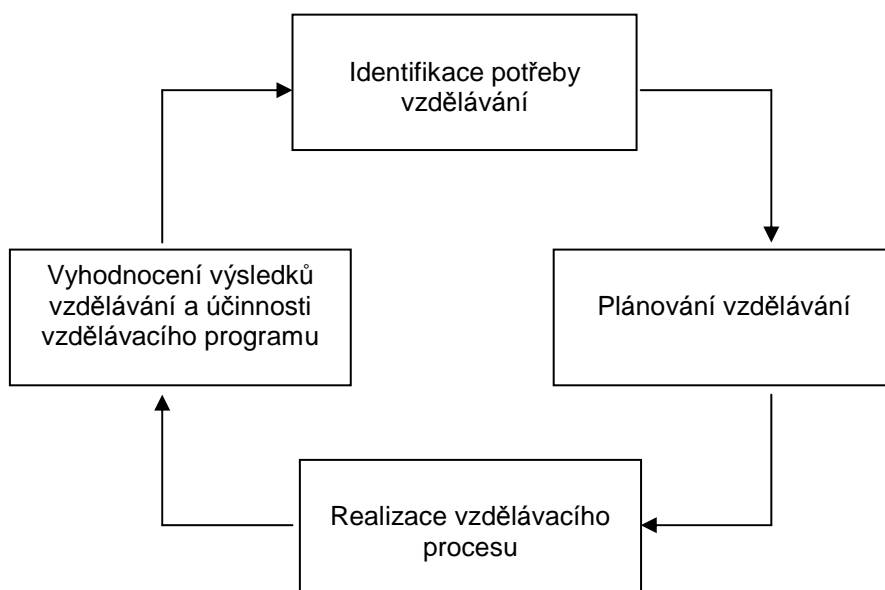 Identifikace potřeby
vzdělávání
Vyhodnocení výsledků
vzdělávání a účinnosti
vzdělávacího programu
Plánování vzdělávání
Realizace vzdělávacího
procesu